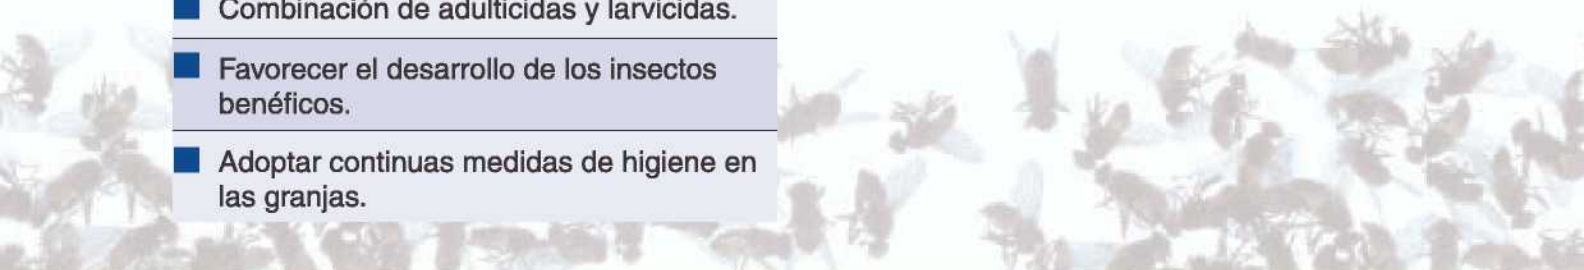 Combinación de adulticidas y larvicidas.
Favorecer el desarrollo de los insectos
benéficos.
Adoptar continuas medidas de higiene en
las granjas.